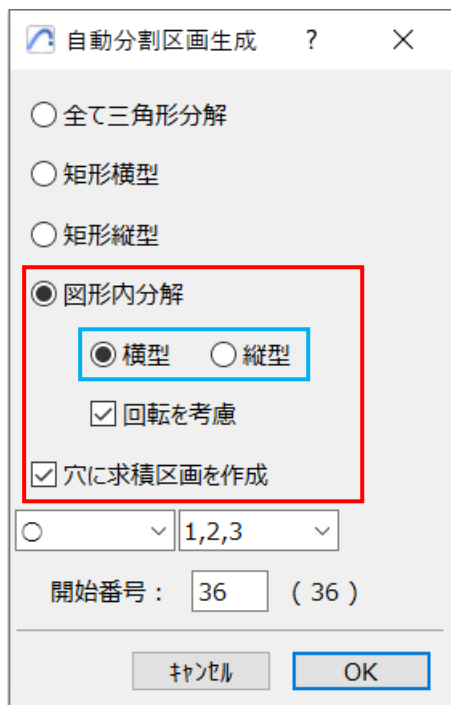 自動分割区画生成 ?
全て三角形分解
矩形横型
矩形縦型
図形内分解
横型 縦型
回転を考慮
穴に求積区画を作成
○ 1,2,3
開始番号： 36 ( 36 )
ｷｬﾝｾﾙ OK